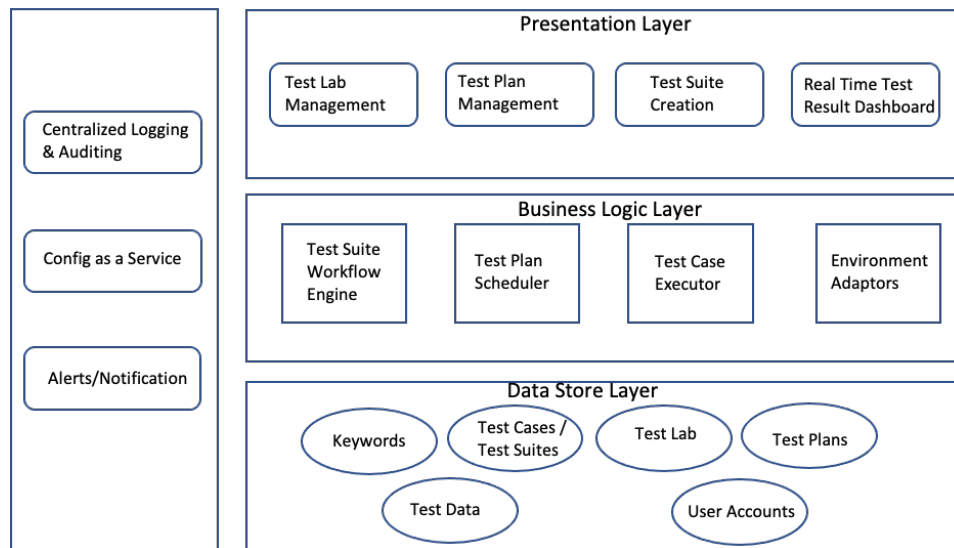 Centralized Logging
& Auditing
Config as a Service
Alerts/Notification
Presentation Layer
Test Lab
Management
Test Plan
Management
Test Suite
Creation
Real Time Test
Result Dashboard
Business Logic Layer
Test Suite
Workflow
Engine
Test Plan
Scheduler
Test Case
Executor
Environment
Adaptors
Data Store Layer
Keywords
Test Cases /
Test Suites
Test Lab
Test Plans
Test Data
User Accounts